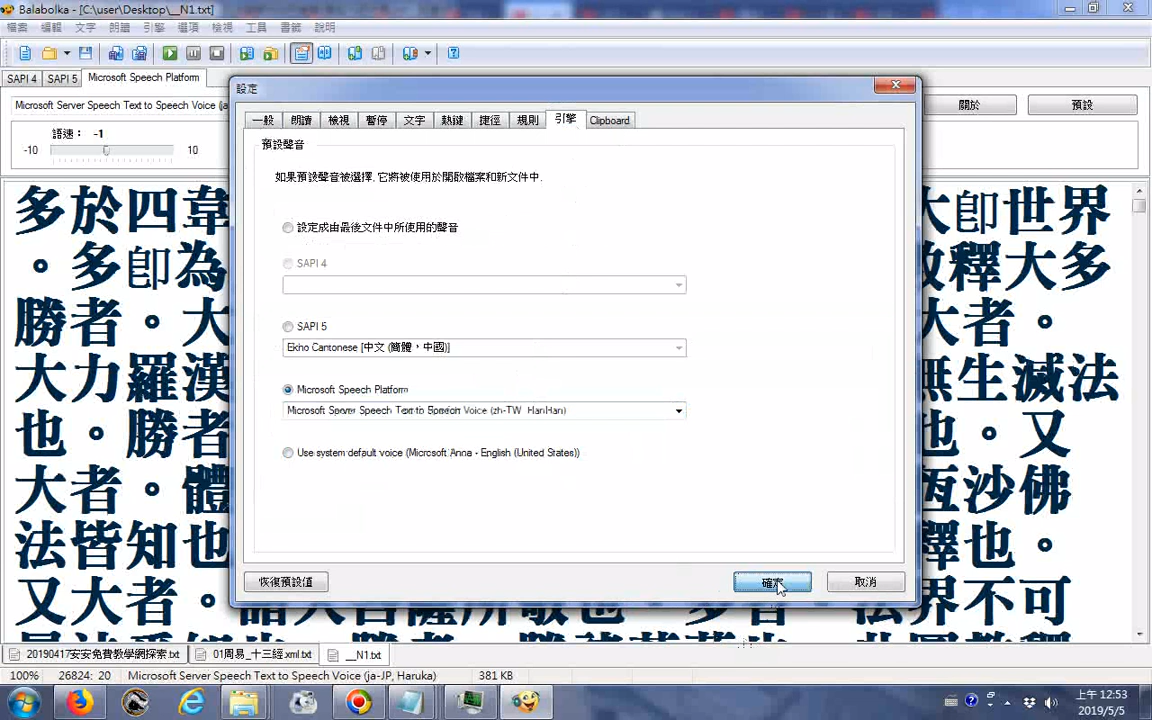 Balabolka - [C:\user\Desktop\__N1.txt]
檔案 編輯 文字 朗讀 引擎 選項 檢視 工具 書籤 說明
SAPI 4 SAPI 5 Microsoft Speech Platform
Microsoft Server Speech Text to Speech Voice (ja
關於 預設
語速： -1
-10 10
設定
一般 朗讀 檢視 暫停 文字 熱鍵 捷徑 規則 引擎 Clipboard
預設聲音
如果預設聲音被選擇, 它將被使用於開啟檔案和新文件中.
設定成由最後文件中所使用的聲音
SAPI 4
SAPI 5
Ekho Cantonese [中文 (簡體，中國)]
Microsoft Speech Platform
Microsoft Server Speech Text to Speech Voice (zh-TW, HanHan)
Use system default voice (Microsoft Anna - English (United States))
恢復預設值 確定 取消
多於四韋 大卽世界
。多卽為 釋大多
勝者。大 大者。
大力羅漢 無生滅法
也。勝者 也。又
大者。體 恆沙佛
法皆知也 釋也。
又大者。諸大菩薩所敬也。多者。法界不可
20190417安安免費教學網探索.txt 01周易_十三經.xml.txt __N1.txt
100% 26824: 20 Microsoft Server Speech Text to Speech Voice (ja-JP, Haruka) 381 KB
上午 12:53
2019/5/5